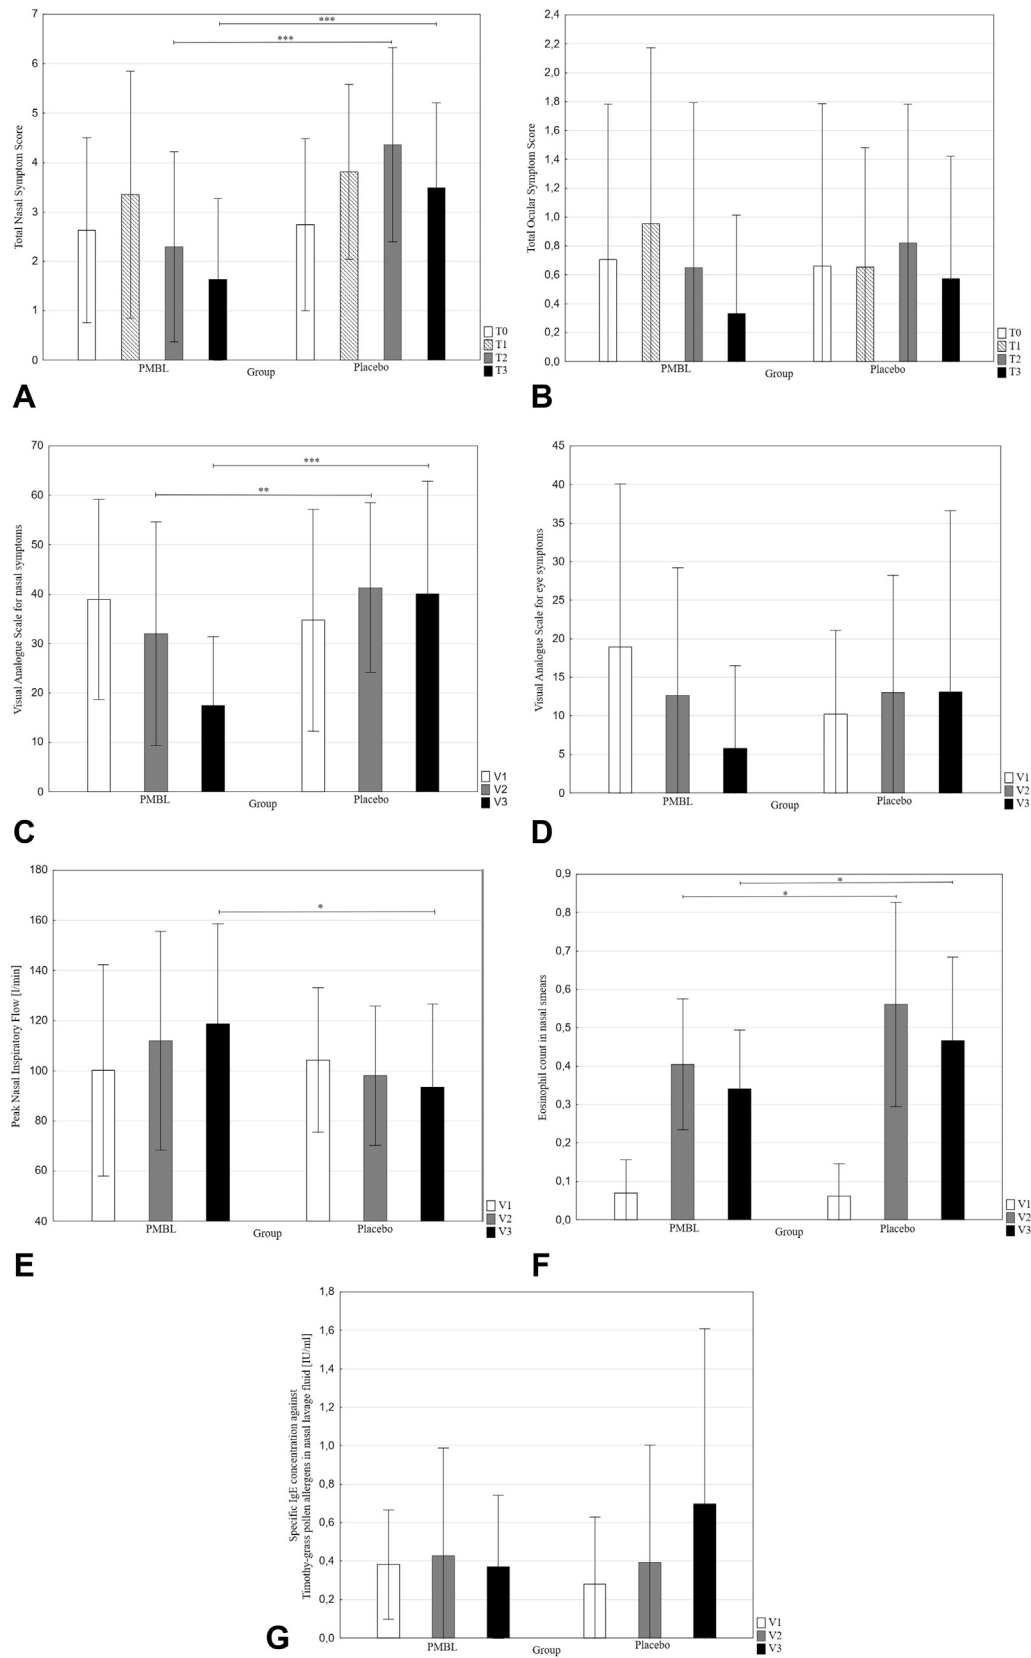 7
6
5
4
3
2
1
0
Total Nasal Symptom Score
***
***
PMBL
Group
Placebo
T0
T1
T2
T3
A
2,4
2,2
2,0
1,8
1,6
1,4
1,2
1,0
0,8
0,6
0,4
0,2
0,0
Total Ocular Symptom Score
PMBL
Group
Placebo
T0
T1
T2
T3
B
70
60
50
40
30
20
10
0
Visual Analogue Scale for nasal symptoms
***
**
PMBL
Group
Placebo
V1
V2
V3
C
45
40
35
30
25
20
15
10
5
0
Visual Analogue Scale for eye symptoms
PMBL
Group
Placebo
V1
V2
V3
D
180
160
140
120
100
80
60
40
Peak Nasal Inspiratory Flow [l/min]
*
PMBL
Group
Placebo
V1
V2
V3
E
0,9
0,8
0,7
0,6
0,5
0,4
0,3
0,2
0,1
0,0
Eosinophil count in nasal smears
*
*
PMBL
Group
Placebo
V1
V2
V3
F
1,8
1,6
1,4
1,2
1,0
0,8
0,6
0,4
0,2
0,0
Specific IgE concentration against
Timothy-grass pollen allergens in nasal lavage fluid [IU/ml]
PMBL
Group
Placebo
V1
V2
V3
G